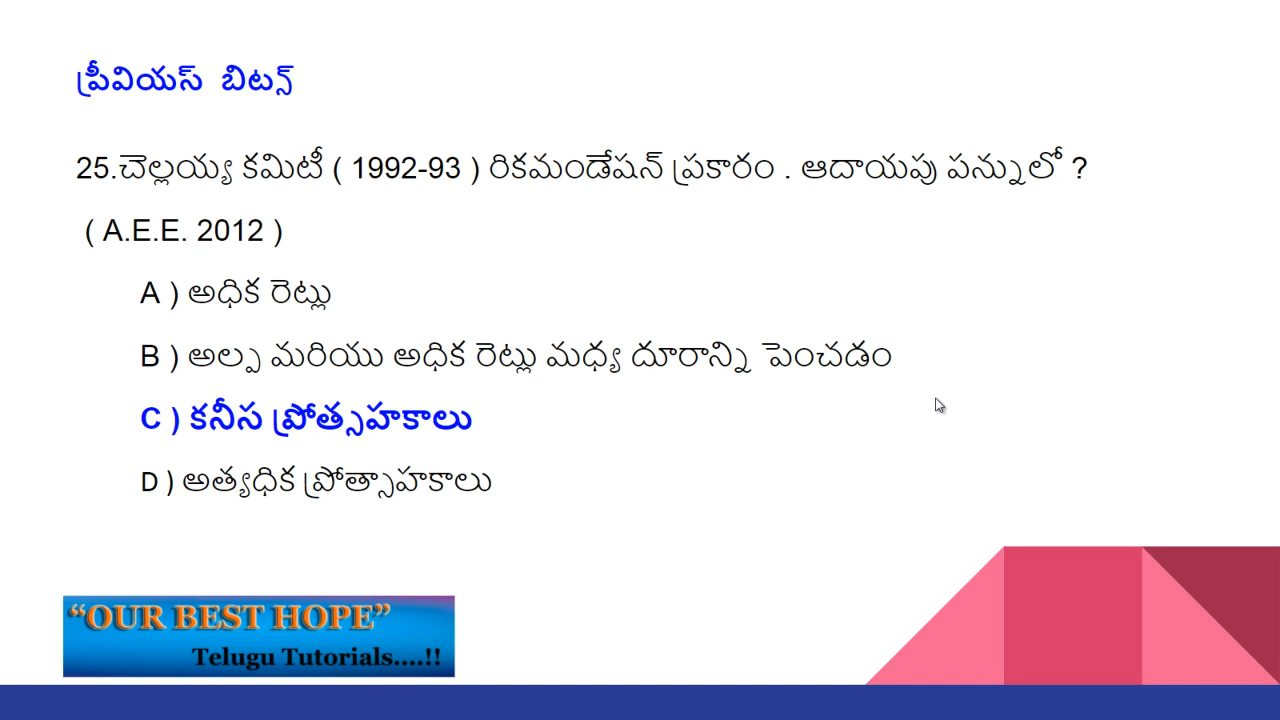 ప్రీవియస్ బిటన్
25.చెల్లయ్య కమిటీ ( 1992-93 ) రికమండేషన్ ప్రకారం . ఆదాయపు పన్నులో ?
( A.E.E. 2012 )
A ) అధిక రెట్లు
B ) అల్ప మరియు అధిక రెట్లు మధ్య దూరాన్ని పెంచడం
C ) కనీస ప్రోత్సహకాలు
D ) అత్యధిక ప్రోత్సాహకాలు
“OUR BEST HOPE”
Telugu Tutorials....!!